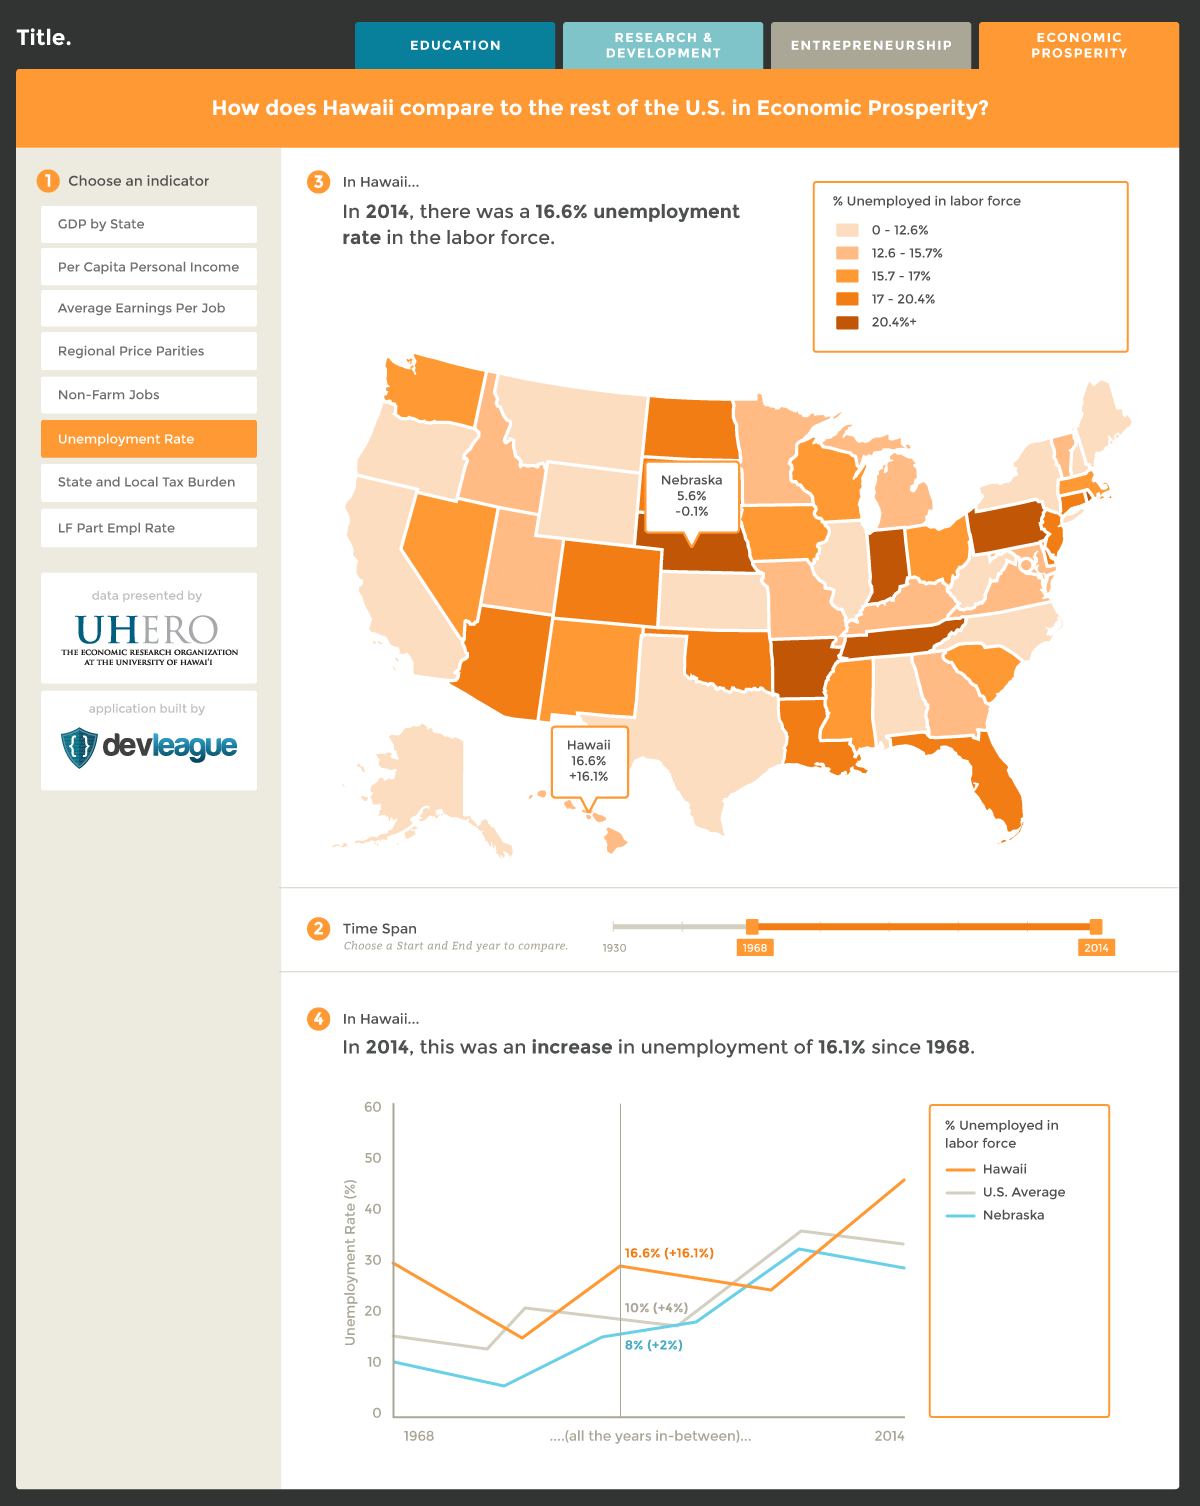 Title.
EDUCATION
RESEARCH &
DEVELOPMENT
ENTREPRENEURSHIP
ECONOMIC
PROSPERITY
How does Hawaii compare to the rest of the U.S. in Economic Prosperity?
1 Choose an indicator
GDP by State
Per Capita Personal Income
Average Earnings Per Job
Regional Price Parities
Non-Farm Jobs
Unemployment Rate
State and Local Tax Burden
LF Part Empl Rate
data presented by
UHERO
THE ECONOMIC RESEARCH ORGANIZATION
AT THE UNIVERSITY OF HAWAI'I
application built by
devleague
3 In Hawaii...
In 2014, there was a 16.6% unemployment
rate in the labor force.
% Unemployed in labor force
0 - 12.6%
12.6 - 15.7%
15.7 - 17%
17 - 20.4%
20.4%+
Nebraska
5.6%
-0.1%
Hawaii
16.6%
+16.1%
2 Time Span
Choose a Start and End year to compare.
1930
1968
2014
4 In Hawaii...
In 2014, this was an increase in unemployment of 16.1% since 1968.
Unemployment Rate (%)
60
50
40
30
20
10
0
16.6% (+16.1%)
10% (+4%)
8% (+2%)
1968
....(all the years in-between)...
2014
% Unemployed in
labor force
Hawaii
U.S. Average
Nebraska